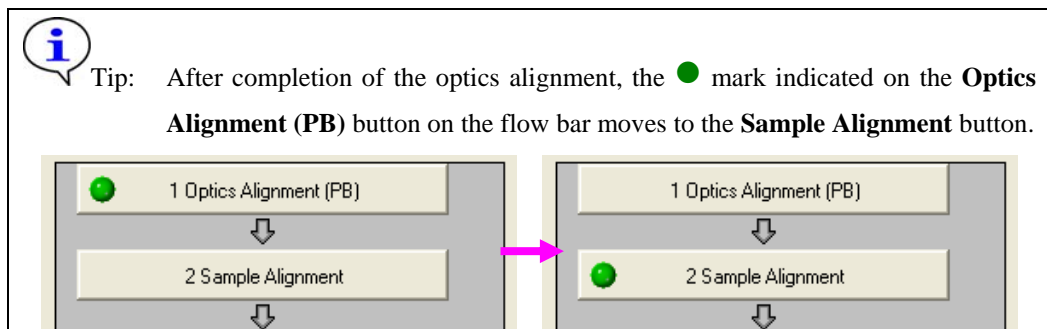 i
Tip: After completion of the optics alignment, the ● mark indicated on the Optics
Alignment (PB) button on the flow bar moves to the Sample Alignment button.
1 Optics Alignment (PB)
2 Sample Alignment
1 Optics Alignment (PB)
2 Sample Alignment